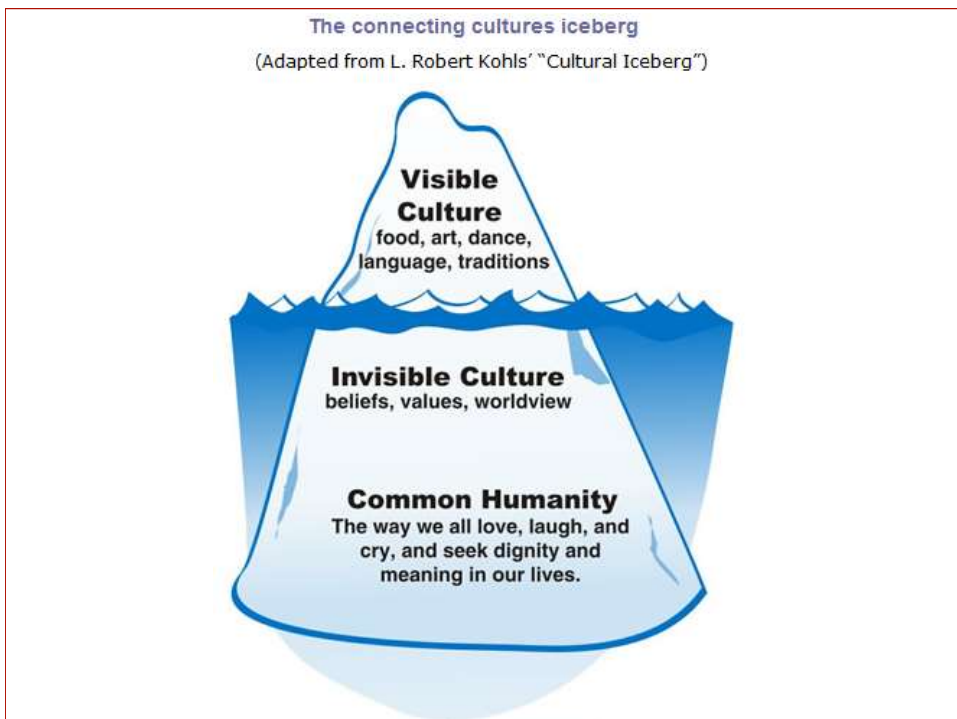 The connecting cultures iceberg
(Adapted from L. Robert Kohls' "Cultural Iceberg")
Visible
Culture
food, art, dance,
language, traditions
Invisible Culture
beliefs, values, worldview
Common Humanity
The way we all love, laugh, and
cry, and seek dignity and
meaning in our lives.